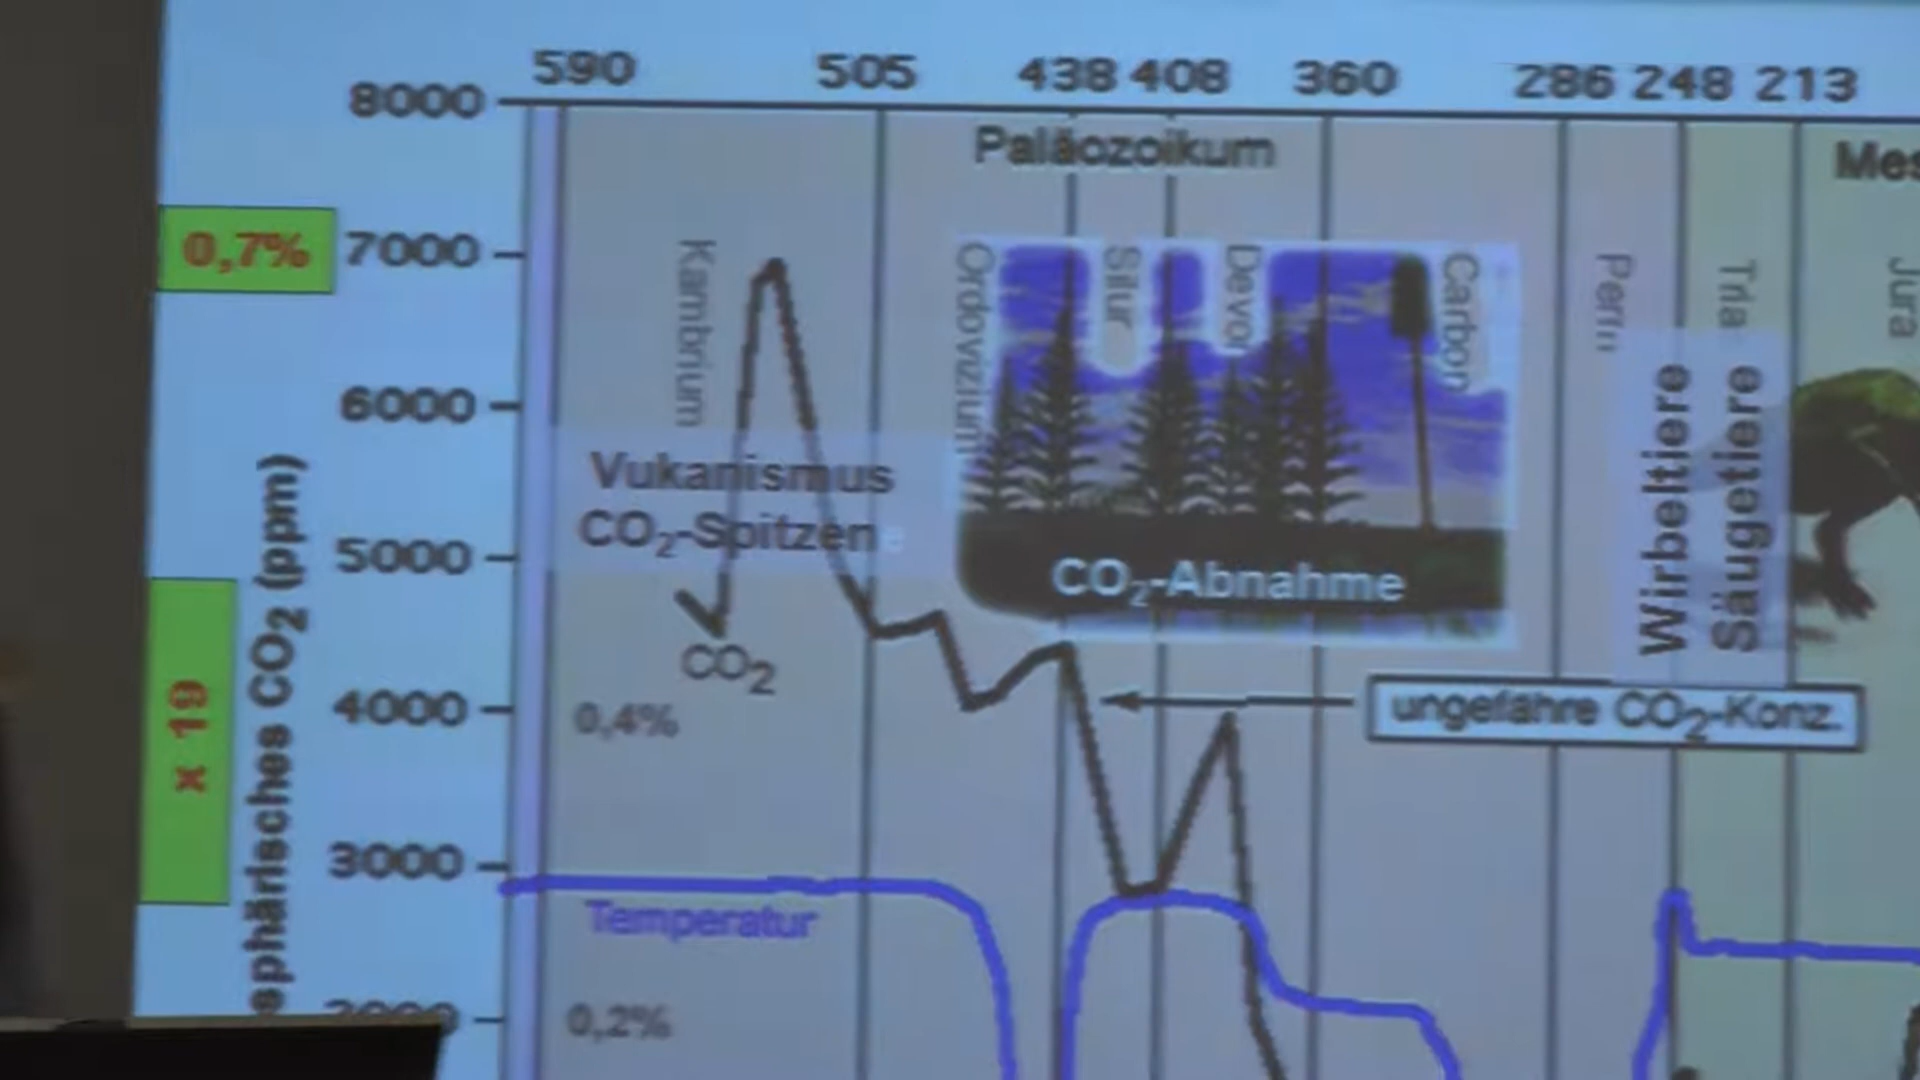 590 505 438 408 360 286 248 213
8000
Paläozoikum
Mes
0,7%
7000
Kambrium
Ordovizium
Silur
Devon
Carbon
Perm
Trias
Jura
6000
Vukanismus
CO2-Spitzen
5000
CO2-Abnahme
Wirbeltiere
Säugetiere
CO2
x 19
sphärisches CO2 (ppm)
4000
0,4%
ungefähre CO2-Konz.
3000
Temperatur
0,2%